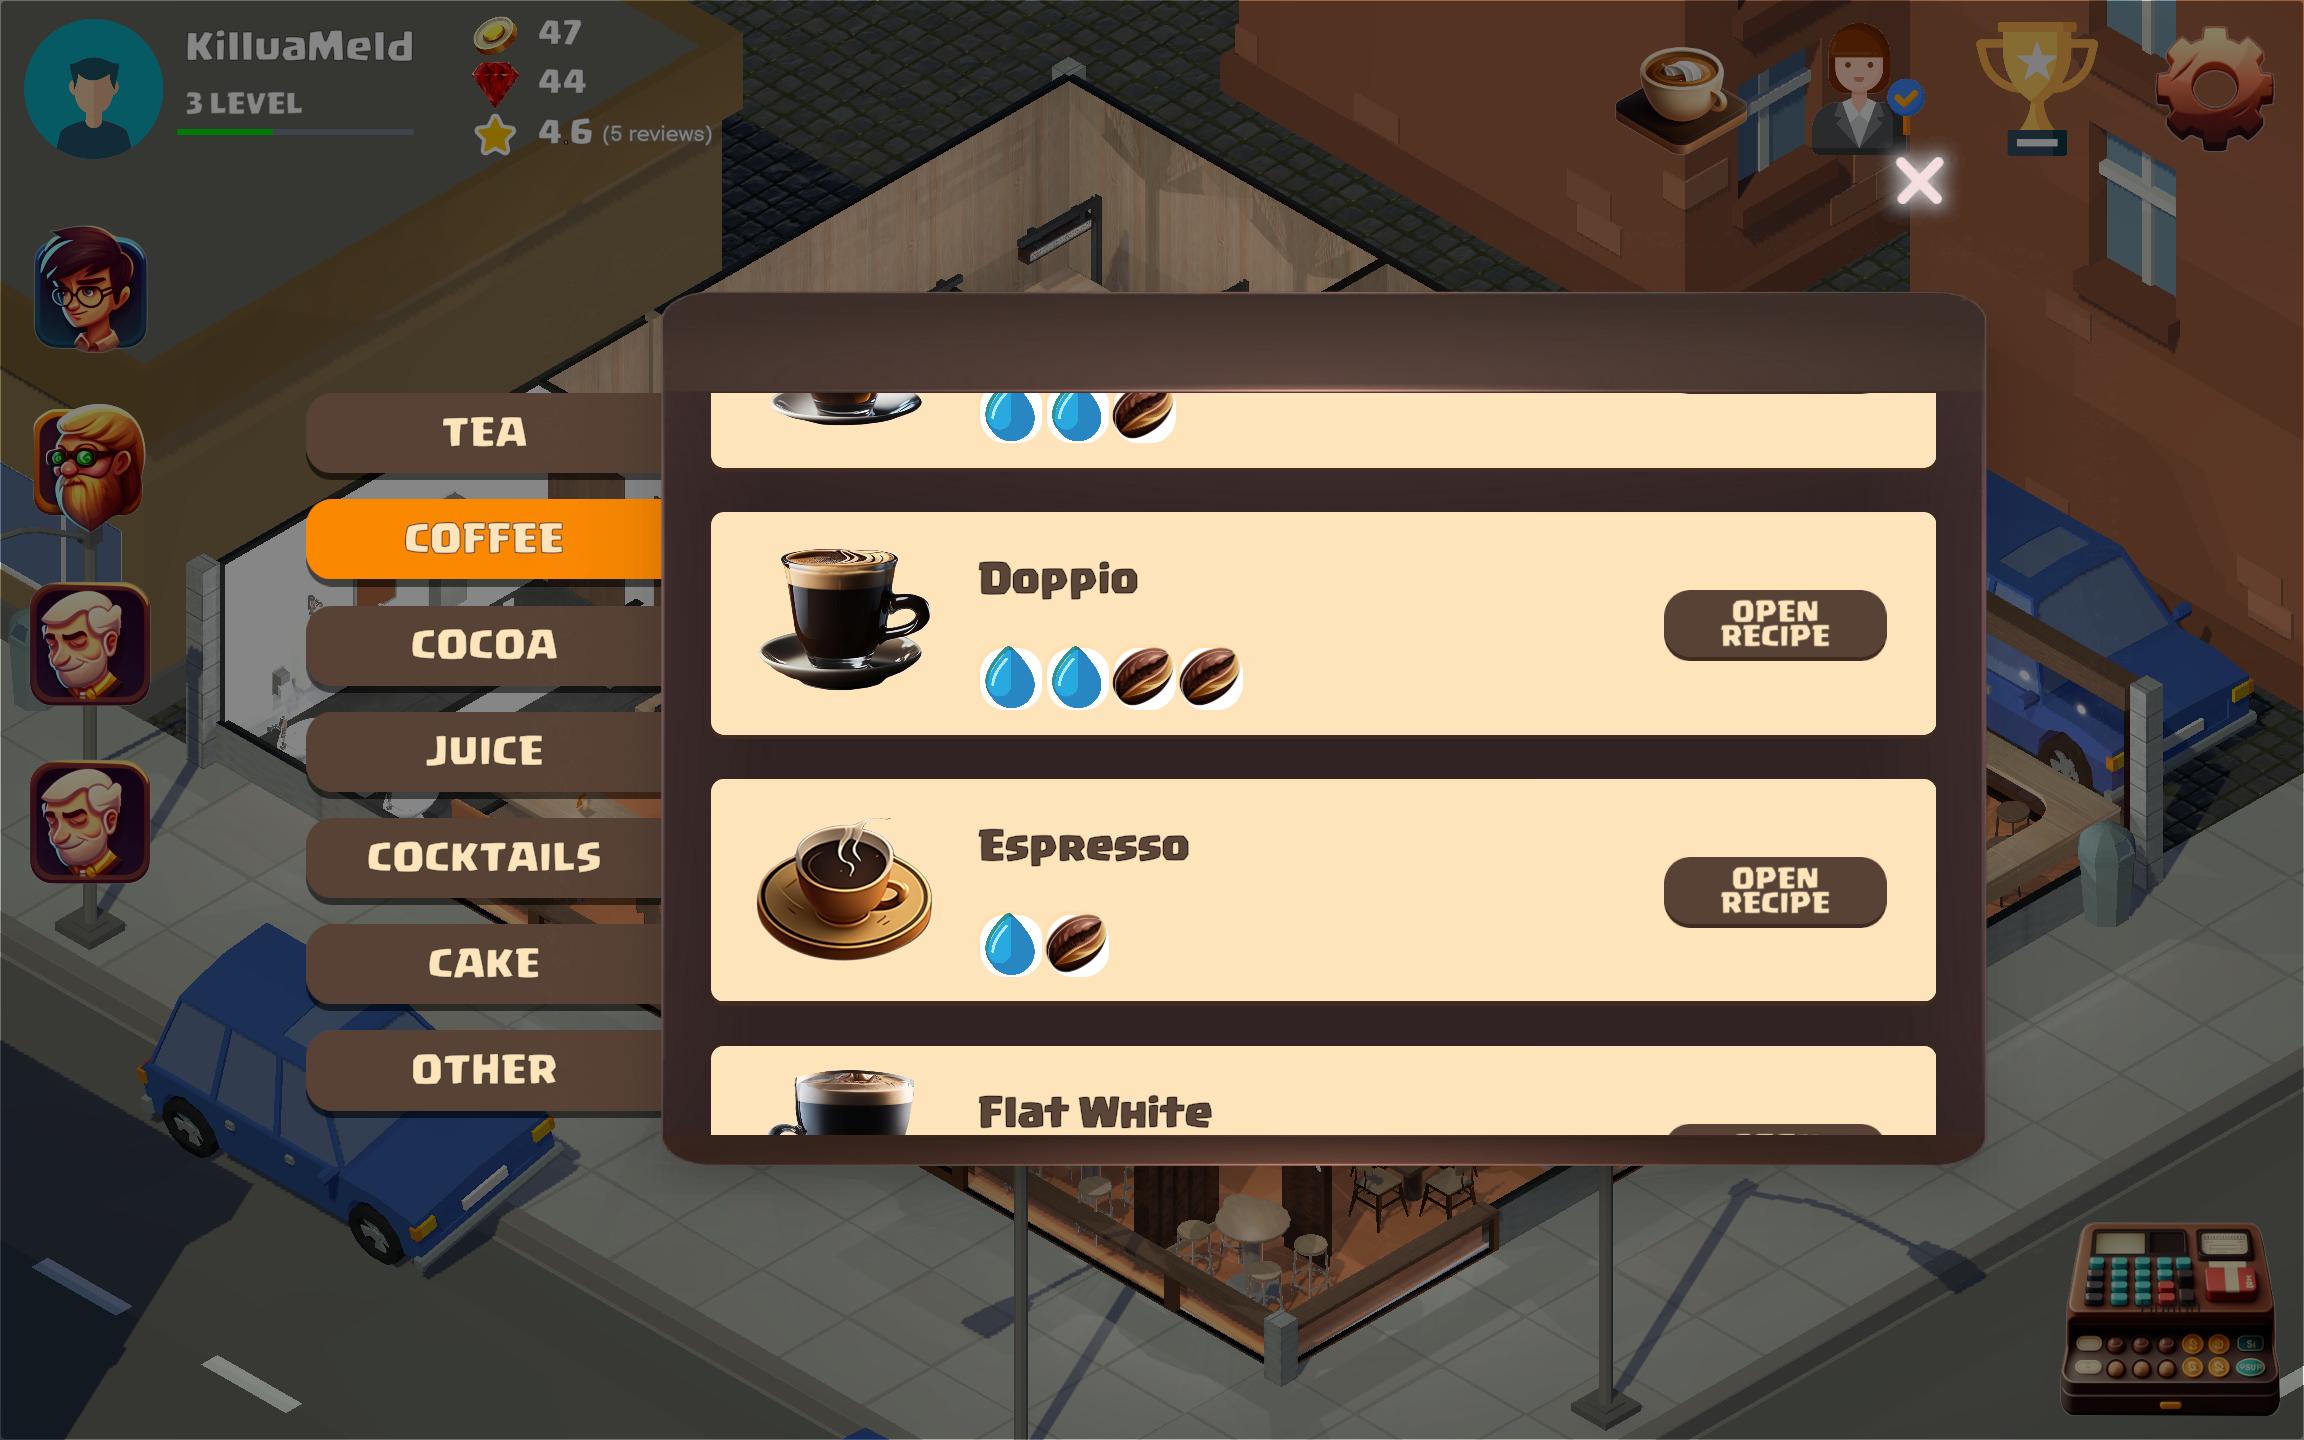 KilluaMeld
3 LEVEL
47
44
4.6 (5 reviews)
TEA
COFFEE
COCOA
JUICE
COCKTAILS
CAKE
OTHER
Doppio
OPEN
RECIPE
Espresso
OPEN
RECIPE
Flat White